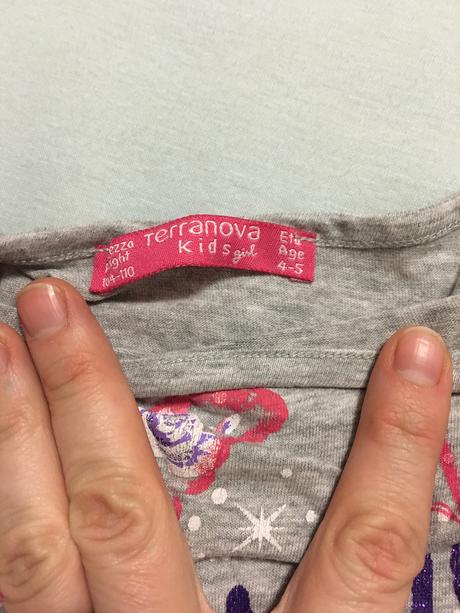 Terranova
Kids girl
Età
Age
4-5
104-110